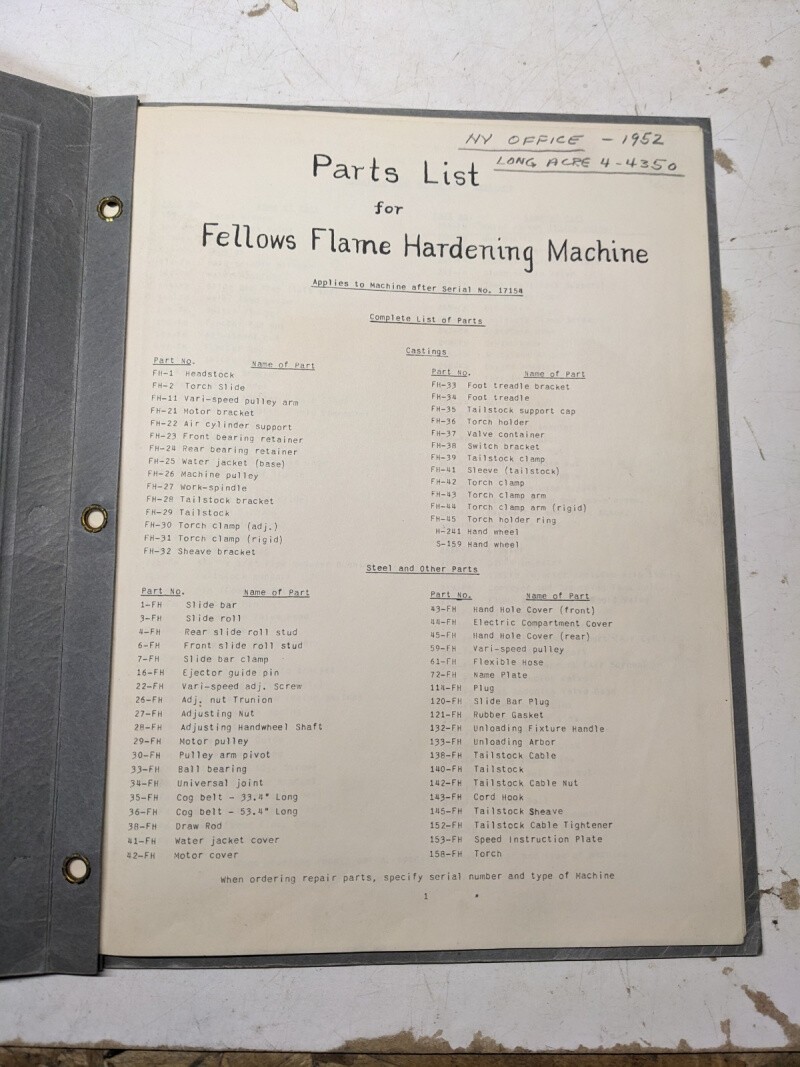 NY OFFICE - 1952
LONG ACRE 4-4350
Parts List
for
Fellows Flame Hardening Machine
Applies to Machine after Serial No. 17154
Complete List of Parts
Castings
Part No. Name of Part
FH-1 Headstock
FH-2 Torch Slide
FH-11 Vari-speed pulley arm
FH-21 Motor bracket
FH-22 Air cylinder support
FH-23 Front bearing retainer
FH-24 Rear bearing retainer
FH-25 Water jacket (base)
FH-26 Machine pulley
FH-27 Work-spindle
FH-28 Tailstock bracket
FH-29 Tailstock
FH-30 Torch clamp (adj.)
FH-31 Torch clamp (rigid)
FH-32 Sheave bracket
Part No. Name of Part
FH-33 Foot treadle bracket
FH-34 Foot treadle
FH-35 Tailstock support cap
FH-36 Torch holder
FH-37 Valve container
FH-38 Switch bracket
FH-39 Tailstock clamp
FH-41 Sleeve (tailstock)
FH-42 Torch clamp
FH-43 Torch clamp arm
FH-44 Torch clamp arm (rigid)
FH-45 Torch holder ring
H-241 Hand wheel
S-159 Hand wheel
Steel and Other Parts
Part No. Name of Part
1-FH Slide bar
3-FH Slide roll
4-FH Rear slide roll stud
6-FH Front slide roll stud
7-FH Slide bar clamp
16-FH Ejector guide pin
22-FH Vari-speed adj. Screw
26-FH Adj. nut Trunion
27-FH Adjusting Nut
28-FH Adjusting Handwheel Shaft
29-FH Motor pulley
30-FH Pulley arm pivot
33-FH Ball bearing
34-FH Universal joint
35-FH Cog belt - 33.4" Long
36-FH Cog belt - 53.4" Long
38-FH Draw Rod
41-FH Water jacket cover
42-FH Motor cover
Part No. Name of Part
43-FH Hand Hole Cover (front)
44-FH Electric Compartment Cover
45-FH Hand Hole Cover (rear)
59-FH Vari-speed pulley
61-FH Flexible Hose
72-FH Name Plate
114-FH Plug
120-FH Slide Bar Plug
121-FH Rubber Gasket
132-FH Unloading Fixture Handle
133-FH Unloading Arbor
138-FH Tailstock Cable
140-FH Tailstock
142-FH Tailstock Cable Nut
143-FH Cord Hook
145-FH Tailstock Sheave
152-FH Tailstock Cable Tightener
153-FH Speed Instruction Plate
158-FH Torch
When ordering repair parts, specify serial number and type of Machine
1